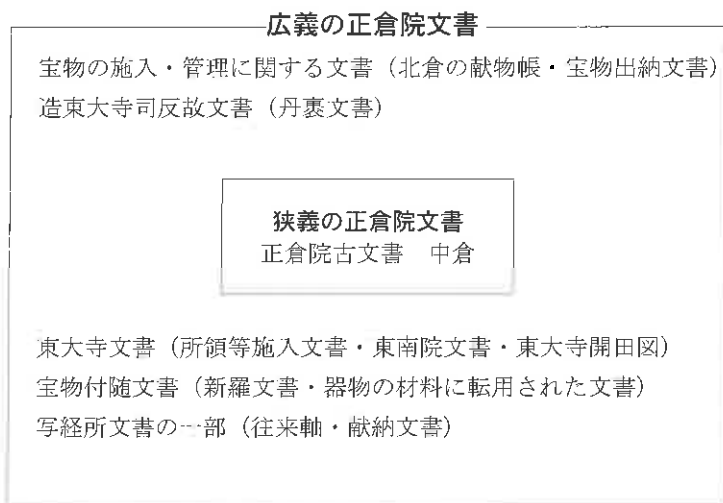 広義の正倉院文書
宝物の施入・管理に関する文書（北倉の献物帳・宝物出納文書）
造東大寺司反故文書（丹裹文書）
狭義の正倉院文書
正倉院古文書　中倉
東大寺文書（所領等施入文書・東南院文書・東大寺開田図）
宝物付随文書（新羅文書・器物の材料に転用された文書）
写経所文書の一部（往来軸・献納文書）